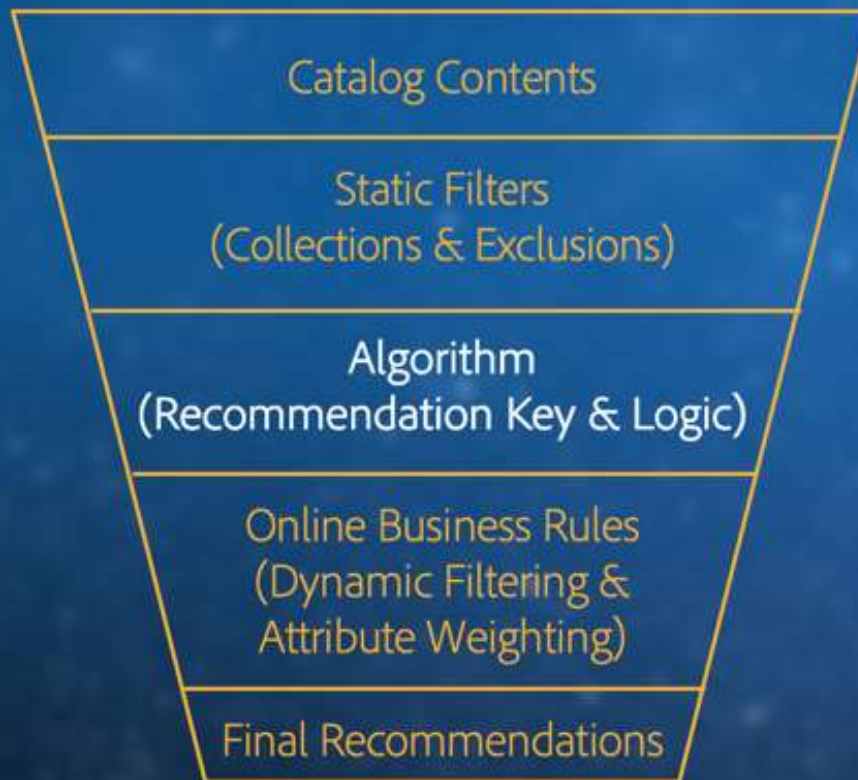 Catalog Contents
Static Filters
(Collections & Exclusions)
Algorithm
(Recommendation Key & Logic)
Online Business Rules
(Dynamic Filtering &
Attribute Weighting)
Final Recommendations